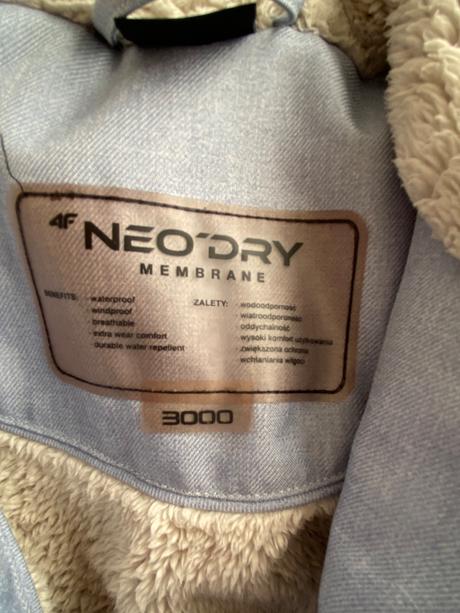 4F NEO'DRY
MEMBRANE
BENEFITS:
· waterproof
· windproof
· breathable
· extra wear comfort
· durable water repellent
ZALETY:
· wodoodporność
· wiatroodporność
· oddychalność
· wysoki komfort użytkowania
· zwiększona ochrona
wchłaniania wilgoci
3000